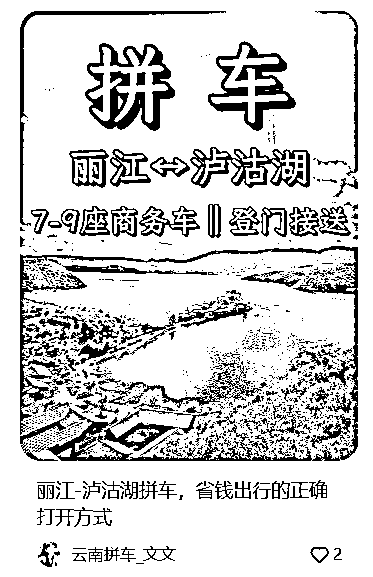 拼 车
丽江↔泸沽湖
7-9座商务车||登门接送
丽江-泸沽湖拼车，省钱出行的正确
打开方式
云南拼车_文文
2